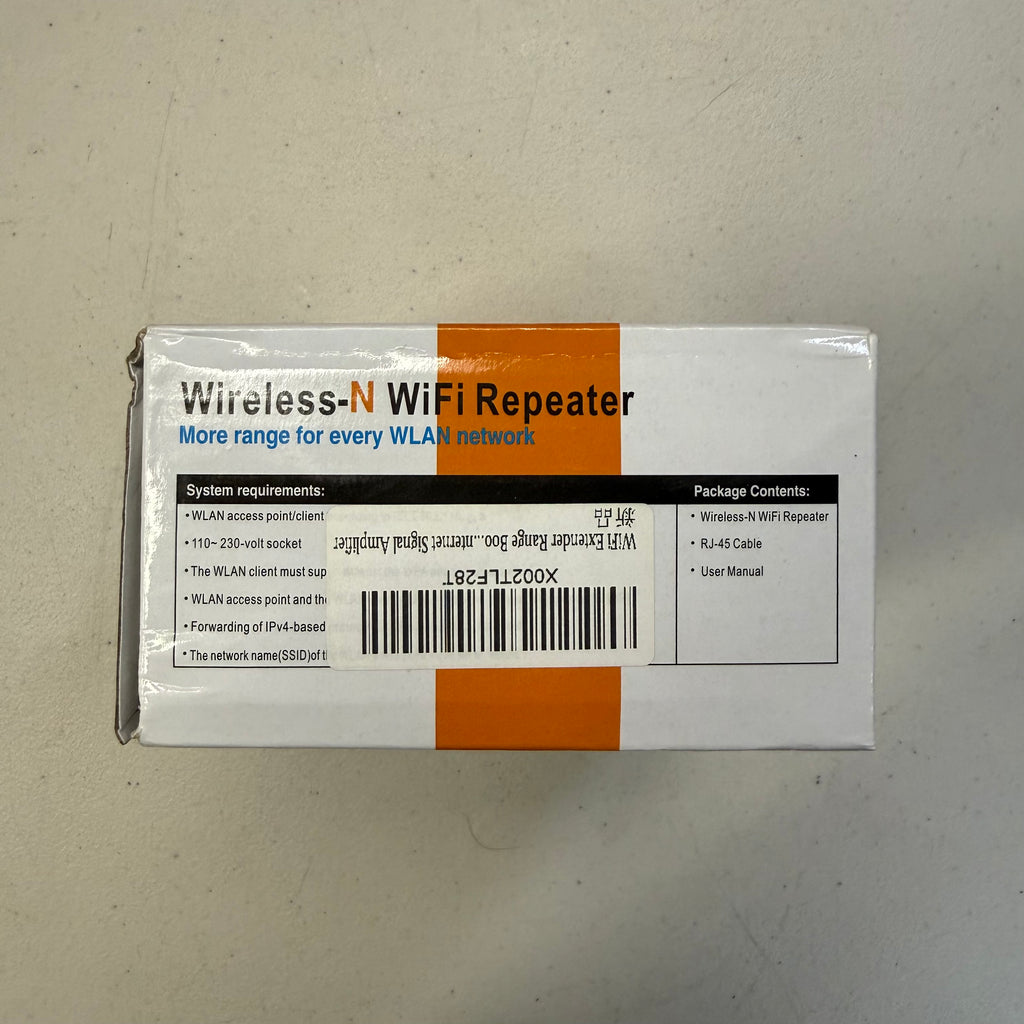 Wireless-N WiFi Repeater
More range for every WLAN network
System requirements:
• WLAN access point/client
• 110~ 230-volt socket
• The WLAN client must sup
• WLAN access point and the
• Forwarding of IPv4-based
• The network name(SSID)of t
Package Contents:
• Wireless-N WiFi Repeater
• RJ-45 Cable
• User Manual
X002TLF28T
WiFi Extender Range Boo...nternet Signal Amplifier
新品